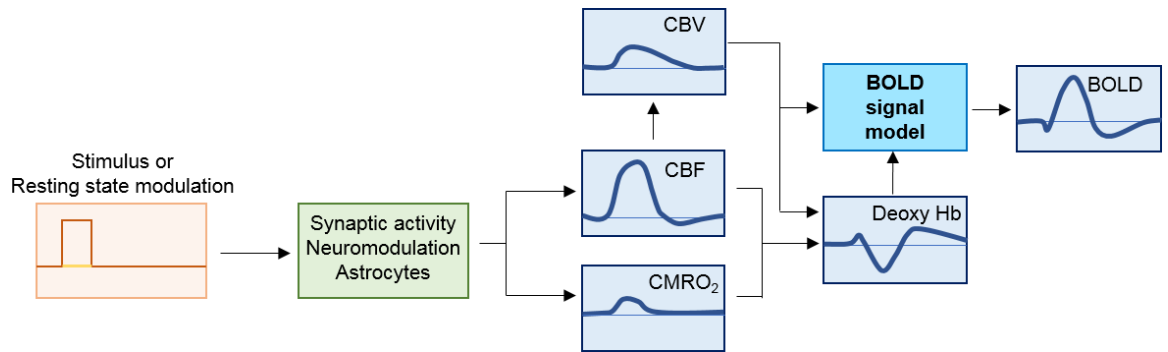 Stimulus or
Resting state modulation
Synaptic activity
Neuromodulation
Astrocytes
CBV
CBF
CMRO₂
BOLD
signal
model
Deoxy Hb
BOLD